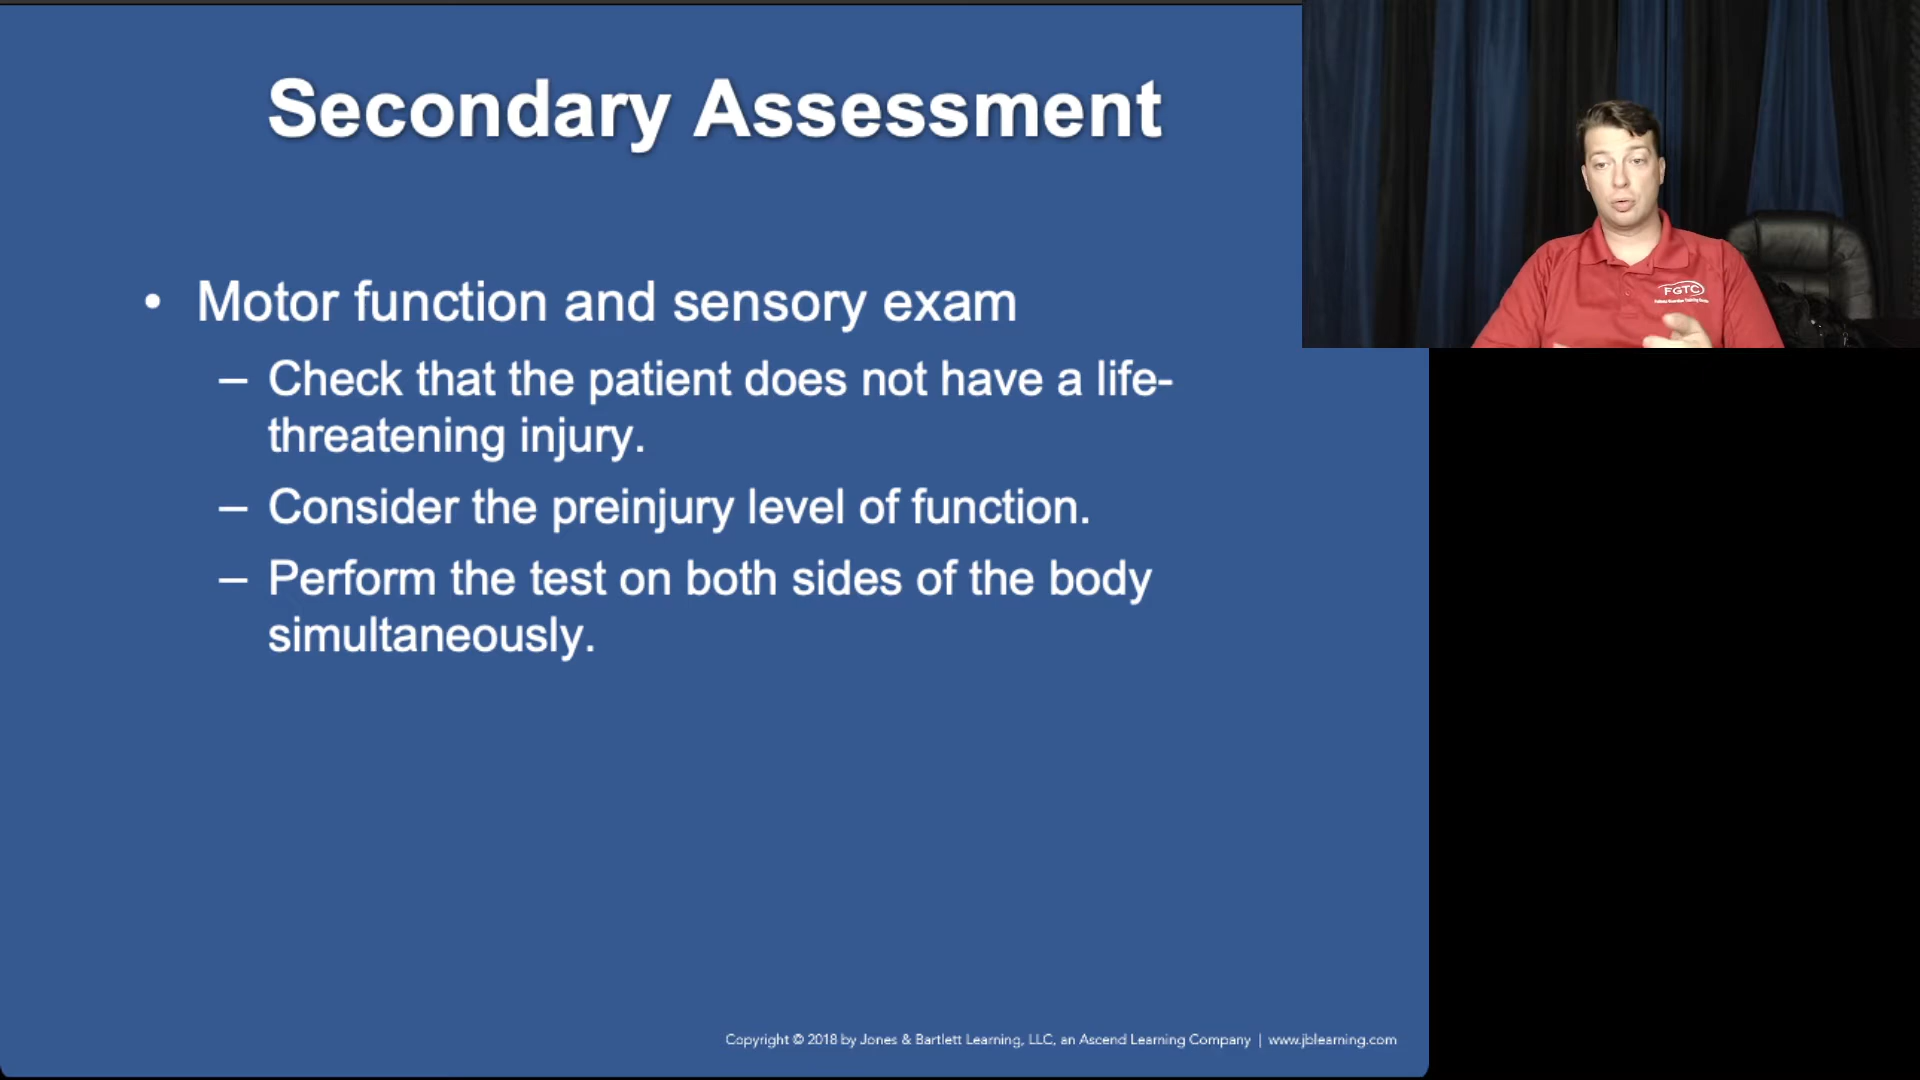 Secondary Assessment
• Motor function and sensory exam
– Check that the patient does not have a life-
threatening injury.
– Consider the preinjury level of function.
– Perform the test on both sides of the body
simultaneously.
FGTC
Copyright © 2018 by Jones & Bartlett Learning, LLC, an Ascend Learning Company | www.jblearning.com